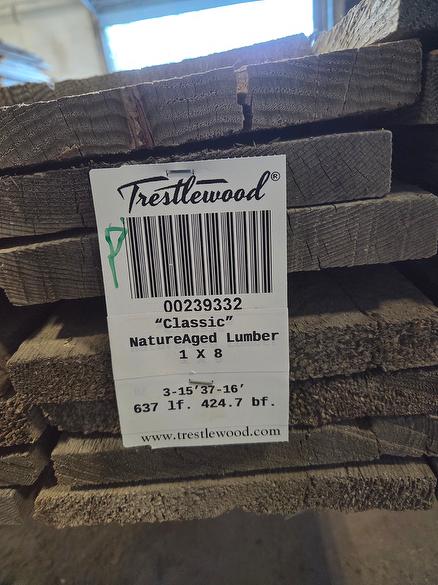 Trestlewood®
00239332
“Classic”
NatureAged Lumber
1 X 8
3-15’37-16’
637 lf. 424.7 bf.
www.trestlewood.com